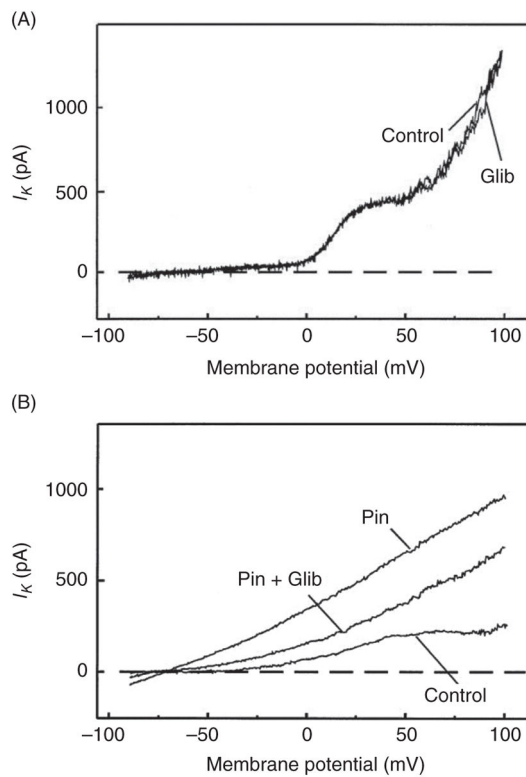 (A)
1000
500
0
I_K (pA)
Control
Glib
−100
−50
0
50
100
Membrane potential (mV)
(B)
1000
500
0
I_K (pA)
Pin
Pin + Glib
Control
−100
−50
0
50
100
Membrane potential (mV)